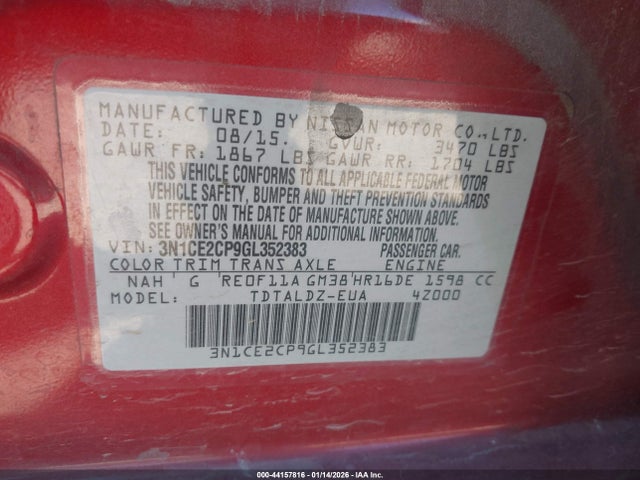 MANUFACTURED BY NISSAN MOTOR CO., LTD.
DATE: 08/15. GVWR: 3470 LBS
GAWR FR: 1867 LBS GAWR RR: 1704 LBS
THIS VEHICLE CONFORMS TO ALL APPLICABLE FEDERAL MOTOR
VEHICLE SAFETY, BUMPER AND THEFT PREVENTION STANDARDS
IN EFFECT ON THE DATE OF MANUFACTURE SHOWN ABOVE.
SEE OWNER'S MANUAL FOR ADDITIONAL INFORMATION.
VIN: 3N1CE2CP9GL352383 PASSENGER CAR.
COLOR TRIM TRANS AXLE ENGINE
NAH G RE0F11A GM38 HR16DE 1598 CC
MODEL: TDTALDZ-EUA 4Z000
3N1CE2CP9GL352383
000-44157816 | 01/14/2026 | IAA Inc.